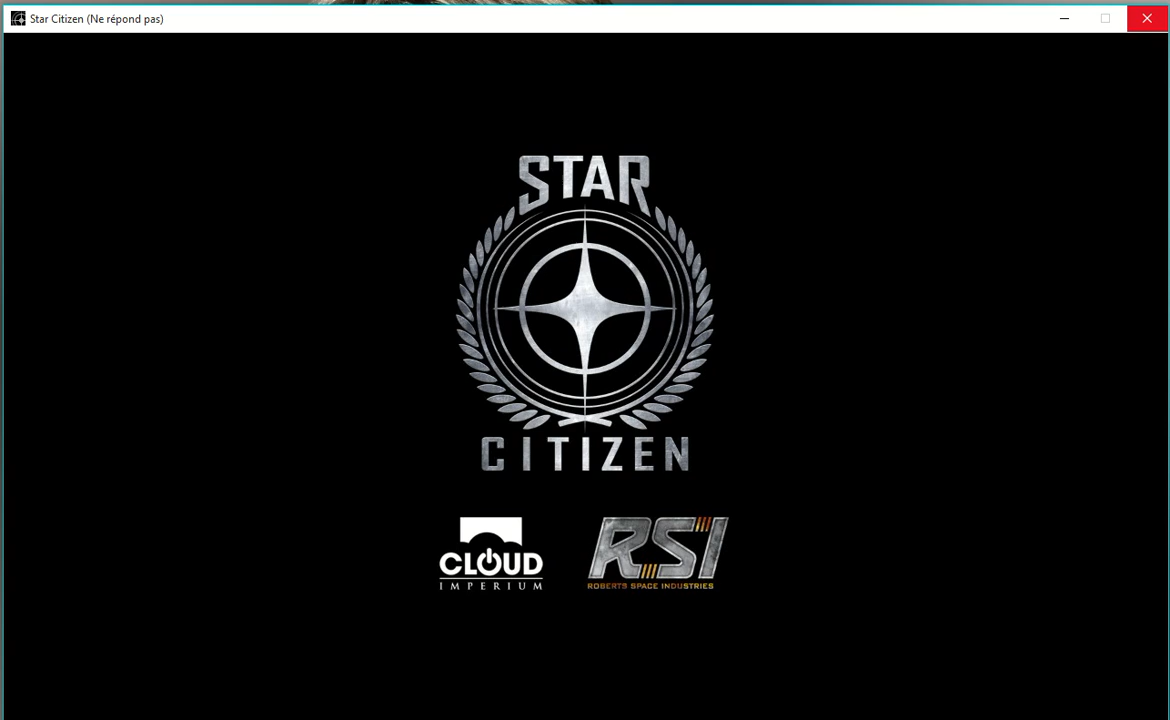 Star Citizen (Ne répond pas)
STAR
CITIZEN
CLOUD
IMPERIUM
RSI
ROBERTS SPACE INDUSTRIES